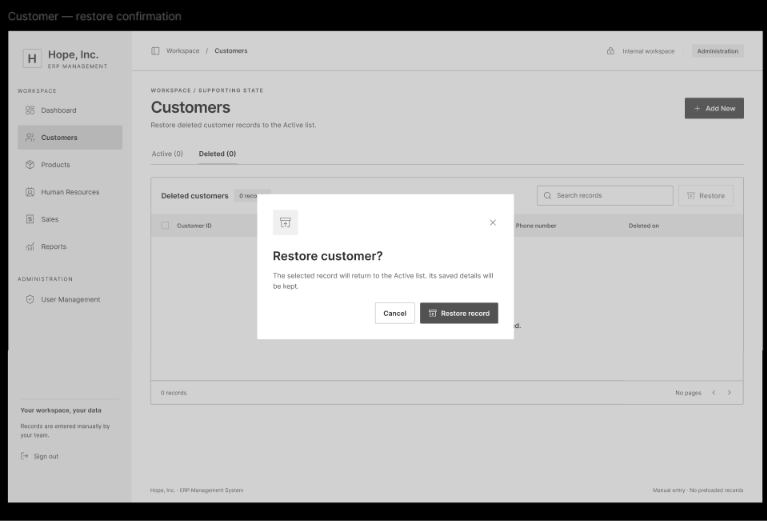 Customer — restore confirmation
H
Hope, Inc.
ERP MANAGEMENT
Workspace / Customers
Internal workspace
Administration
WORKSPACE
Dashboard
Customers
Products
Human Resources
Sales
Reports
ADMINISTRATION
User Management
Your workspace, your data
Records are entered manually by
your team.
Sign out
WORKSPACE / SUPPORTING STATE
Customers
Restore deleted customer records to the Active list.
+ Add New
Active (0)
Deleted (0)
Deleted customers
Search records
Restore
Customer ID
Phone number
Deleted on
Restore customer?
The selected record will return to the Active list. Its saved details will
be kept.
Cancel
Restore record
0 records
No pages
Hope, Inc. · ERP Management System
Manual entry · No preloaded records